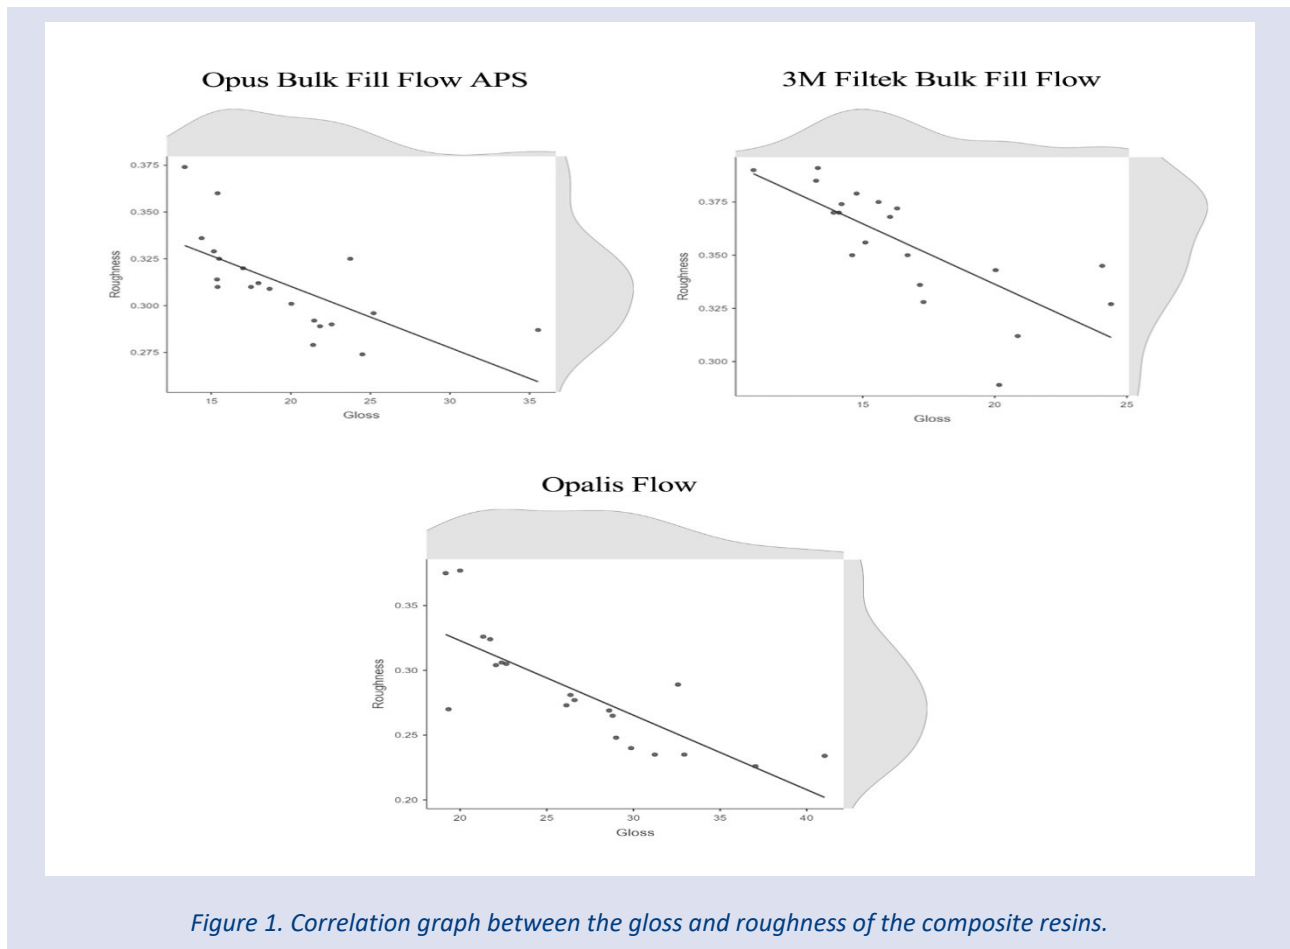 Opus Bulk Fill Flow APS
0.375
0.350
0.325
0.300
0.275
Roughness
15 20 25 30 35
Gloss
3M Filtek Bulk Fill Flow
0.375
0.350
0.325
0.300
Roughness
15 20 25
Gloss
Opalis Flow
0.35
0.30
0.25
0.20
Roughness
20 25 30 35 40
Gloss
Figure 1. Correlation graph between the gloss and roughness of the composite resins.